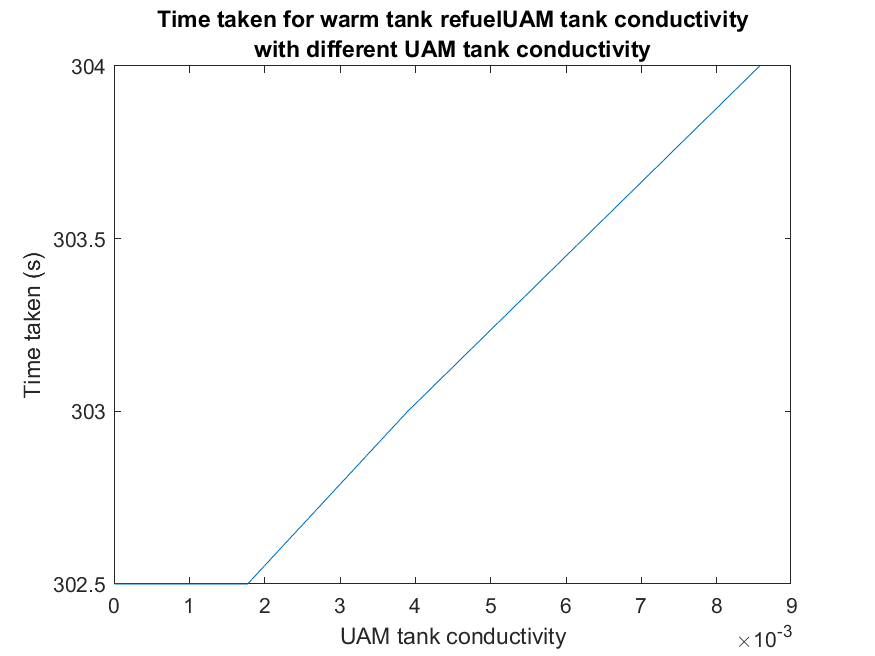 Time taken for warm tank refuelUAM tank conductivity
with different UAM tank conductivity
304
303.5
303
302.5
Time taken (s)
0 1 2 3 4 5 6 7 8 9
UAM tank conductivity
×10⁻³